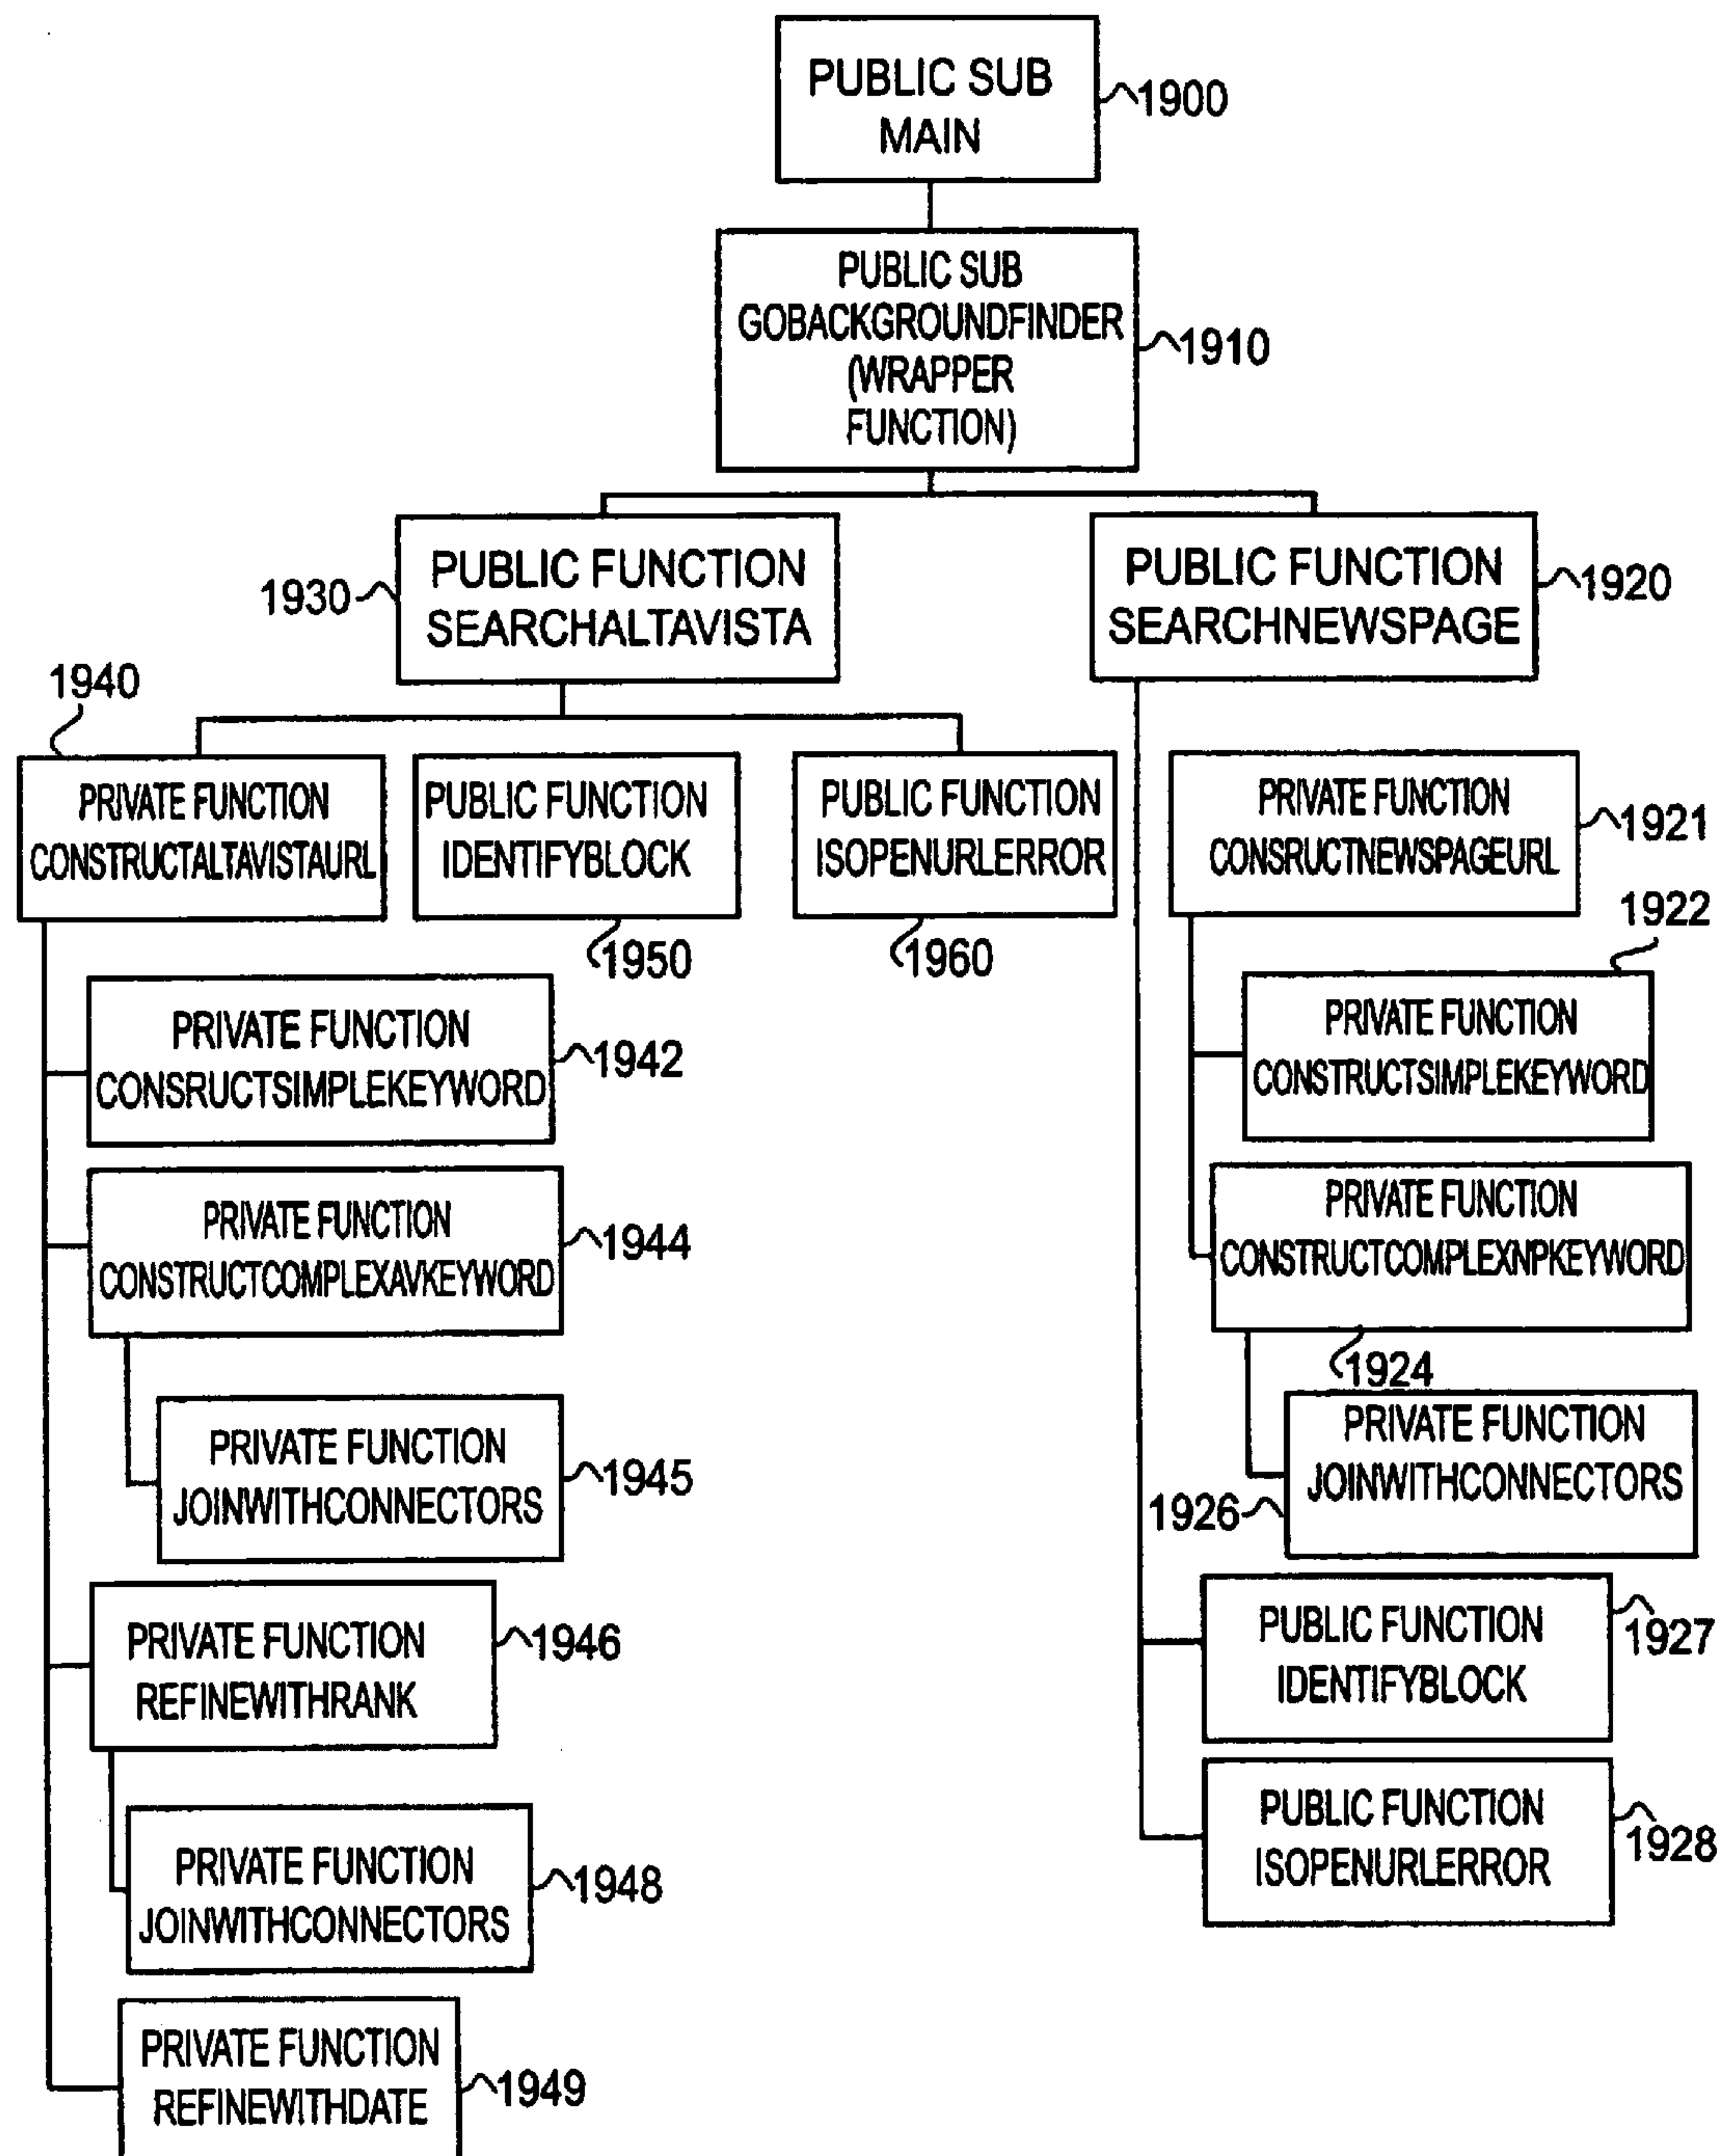 PUBLIC SUB
MAIN
1900
PUBLIC SUB
GOBACKGROUNDFINDER
(WRAPPER
FUNCTION)
1910
PUBLIC FUNCTION
SEARCHALTAVISTA
1930
PUBLIC FUNCTION
SEARCHNEWSPAGE
1920
1940
PRIVATE FUNCTION
CONSTRUCTALTAVISTAURL
PUBLIC FUNCTION
IDENTIFYBLOCK
1950
PUBLIC FUNCTION
ISOPENURLERROR
1960
PRIVATE FUNCTION
CONSRUCTNEWSPAGEURL
1921
1922
PRIVATE FUNCTION
CONSRUCTSIMPLEKEYWORD
1942
PRIVATE FUNCTION
CONSTRUCTSIMPLEKEYWORD
PRIVATE FUNCTION
CONSTRUCTCOMPLEXAVKEYWORD
1944
PRIVATE FUNCTION
CONSTRUCTCOMPLEXNPKEYWORD
1924
PRIVATE FUNCTION
JOINWITHCONNECTORS
1945
PRIVATE FUNCTION
JOINWITHCONNECTORS
1926
PRIVATE FUNCTION
REFINEWITHRANK
1946
PUBLIC FUNCTION
IDENTIFYBLOCK
1927
PRIVATE FUNCTION
JOINWITHCONNECTORS
1948
PUBLIC FUNCTION
ISOPENURLERROR
1928
PRIVATE FUNCTION
REFINEWITHDATE
1949